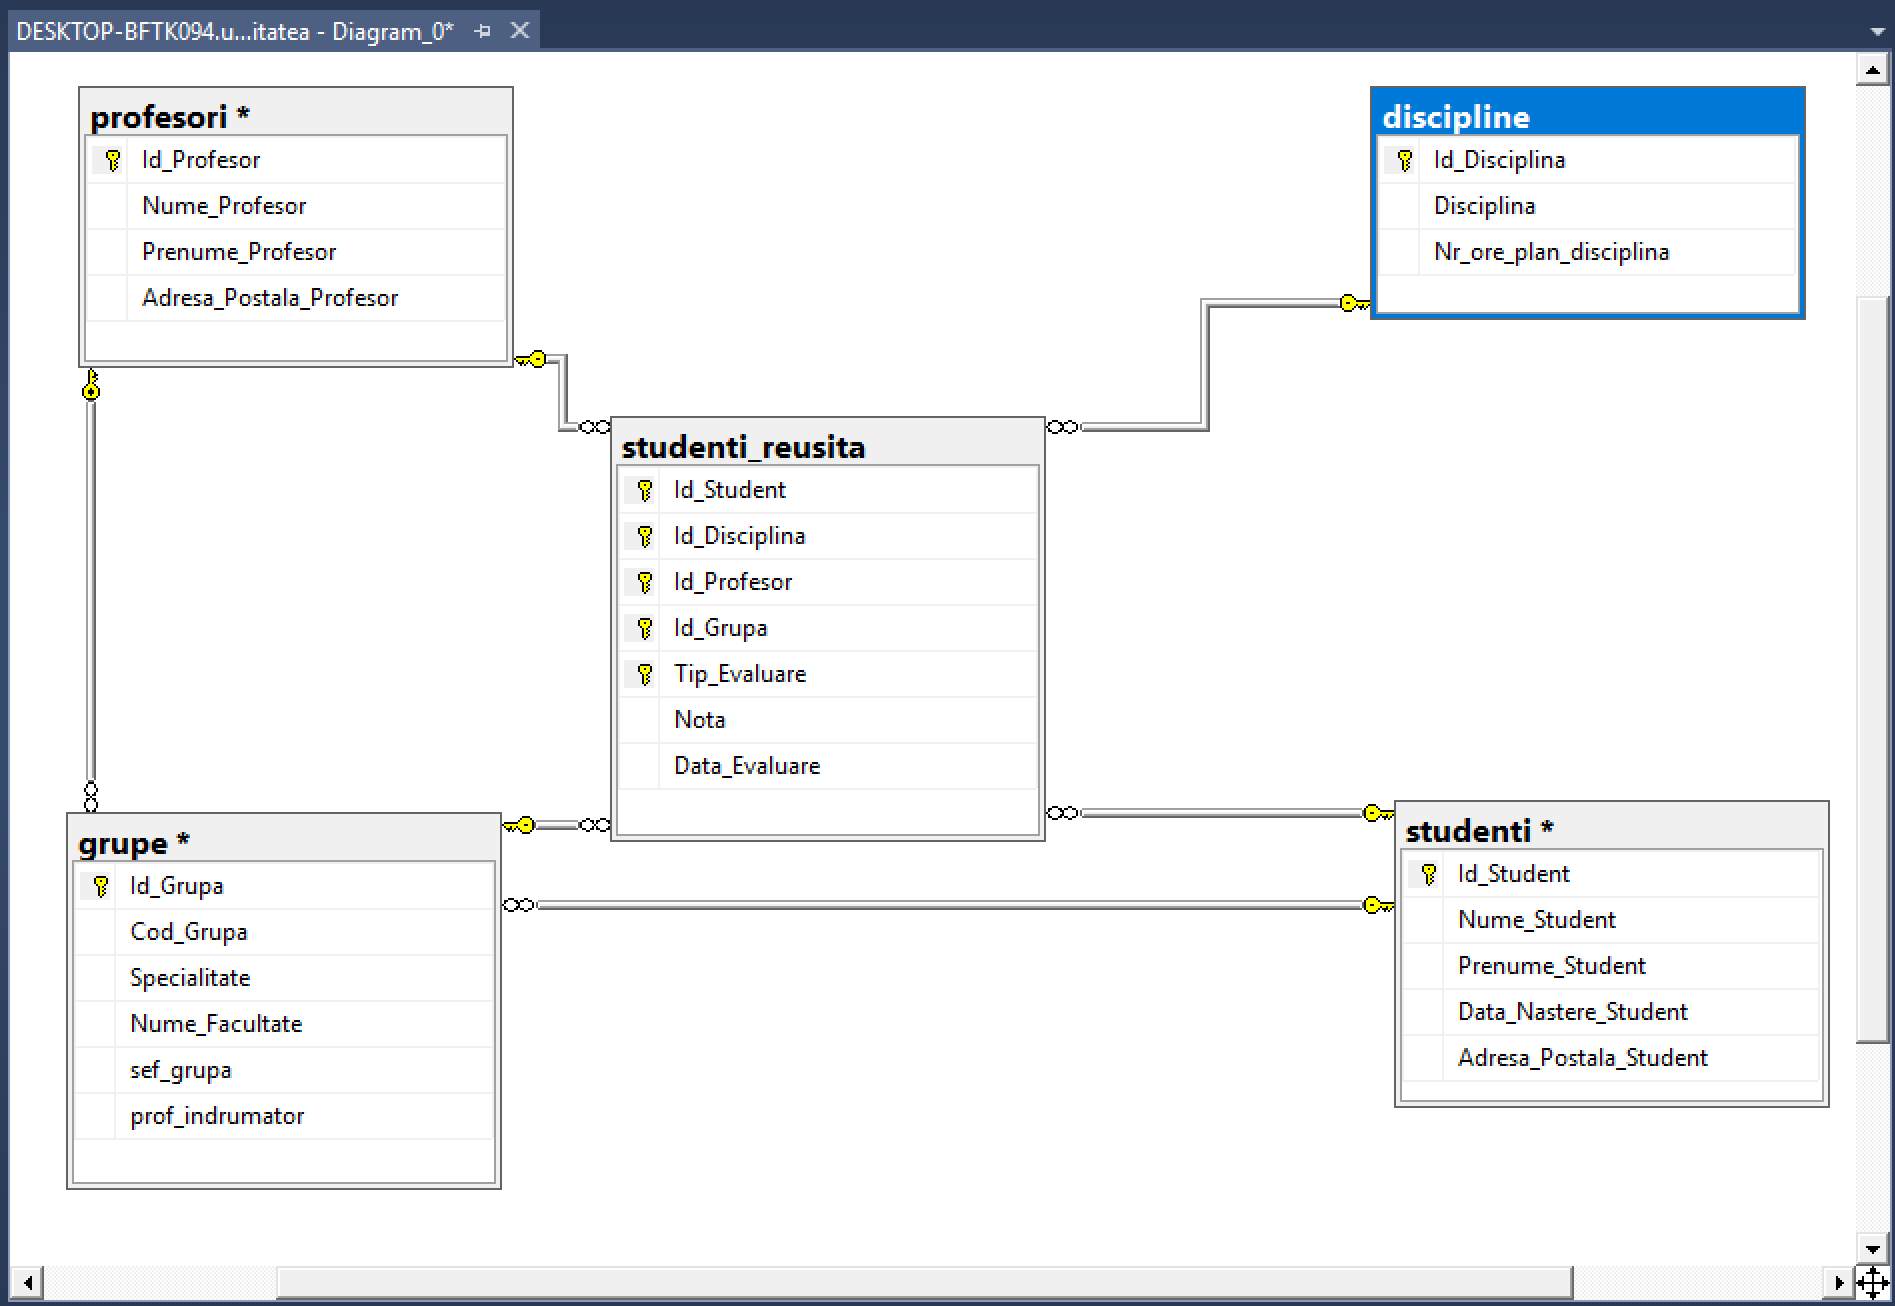 DESKTOP-BFTK094.u...itatea - Diagram_0*
profesori *
Id_Profesor
Nume_Profesor
Prenume_Profesor
Adresa_Postala_Profesor
discipline
Id_Disciplina
Disciplina
Nr_ore_plan_disciplina
studenti_reusita
Id_Student
Id_Disciplina
Id_Profesor
Id_Grupa
Tip_Evaluare
Nota
Data_Evaluare
grupe *
Id_Grupa
Cod_Grupa
Specialitate
Nume_Facultate
sef_grupa
prof_indrumator
studenti *
Id_Student
Nume_Student
Prenume_Student
Data_Nastere_Student
Adresa_Postala_Student